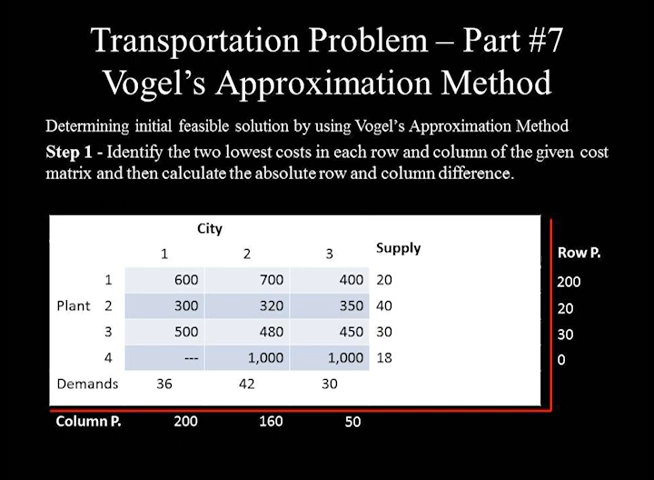 Transportation Problem – Part #7
Vogel's Approximation Method
Determining initial feasible solution by using Vogel's Approximation Method
Step 1 - Identify the two lowest costs in each row and column of the given cost
matrix and then calculate the absolute row and column difference.
City
1 2 3 Supply Row P.
1 600 700 400 20 200
Plant 2 300 320 350 40 20
3 500 480 450 30 30
4 --- 1,000 1,000 18 0
Demands 36 42 30
Column P. 200 160 50